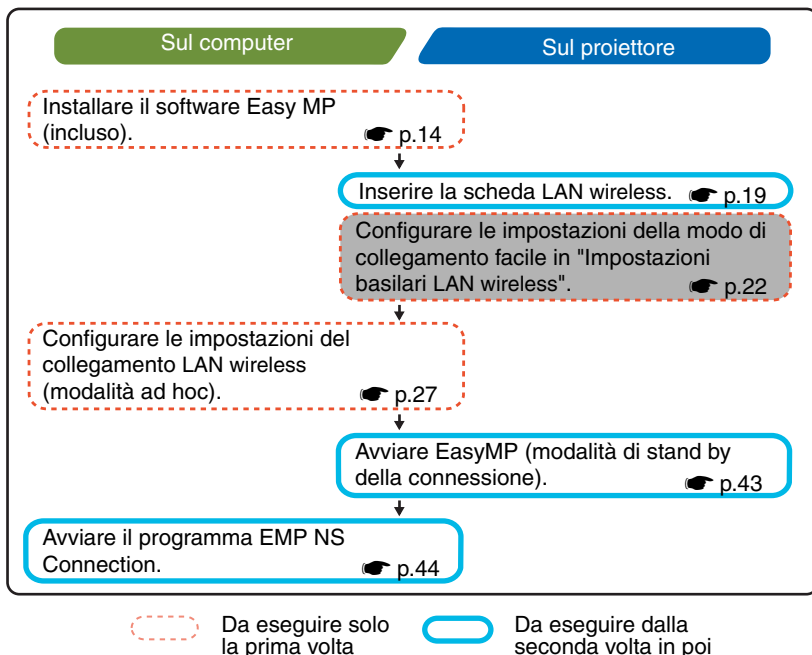 Sul computer
Sul proiettore
Installare il software Easy MP
(incluso). ☛ p.14
Inserire la scheda LAN wireless. ☛ p.19
Configurare le impostazioni della modo di
collegamento facile in "Impostazioni
basilari LAN wireless". ☛ p.22
Configurare le impostazioni del
collegamento LAN wireless
(modalità ad hoc). ☛ p.27
Avviare EasyMP (modalità di stand by
della connessione). ☛ p.43
Avviare il programma EMP NS
Connection. ☛ p.44
Da eseguire solo
la prima volta
Da eseguire dalla
seconda volta in poi